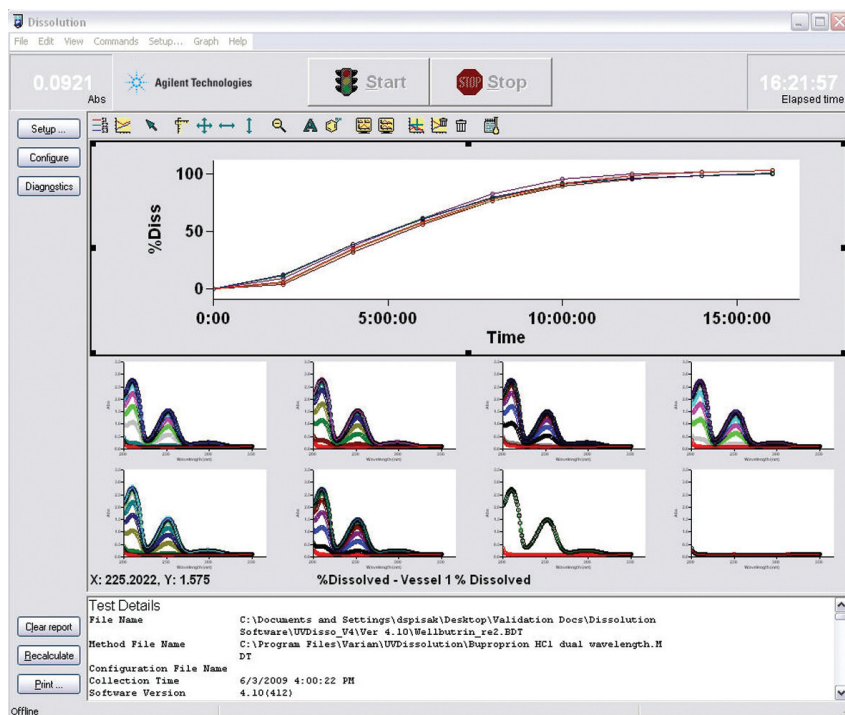 Dissolution
File Edit View Commands Setup... Graph Help
0.0921
Abs
Agilent Technologies
Start
STOP Stop
16:21:57
Elapsed time
Setup ...
Configure
Diagnostics
%Diss
100
50
0
0:00 5:00:00 10:00:00 15:00:00
Time
X: 225.2022, Y: 1.575 %Dissolved - Vessel 1 % Dissolved
Test Details
File Name C:\Documents and Settings\dspisak\Desktop\Validation Docs\Dissolution
Software\UVDisso_V4\Ver 4.10\Wellbutrin_re2.BDT
Method File Name C:\Program Files\Varian\UVDissolution\Buproprion HCl dual wavelength.M
DT
Configuration File Name
Collection Time 6/3/2009 4:00:22 PM
Software Version 4.10(412)
Clear report
Recalculate
Print ...
Offline